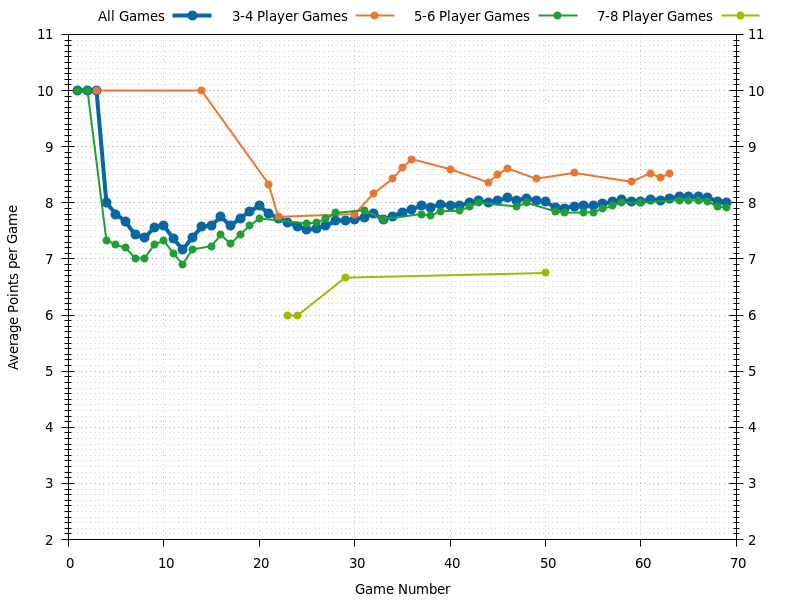 All Games 3-4 Player Games 5-6 Player Games 7-8 Player Games
11 11
10 10
9 9
8 8
7 7
6 6
5 5
4 4
3 3
2 2
Average Points per Game
0 10 20 30 40 50 60 70
Game Number